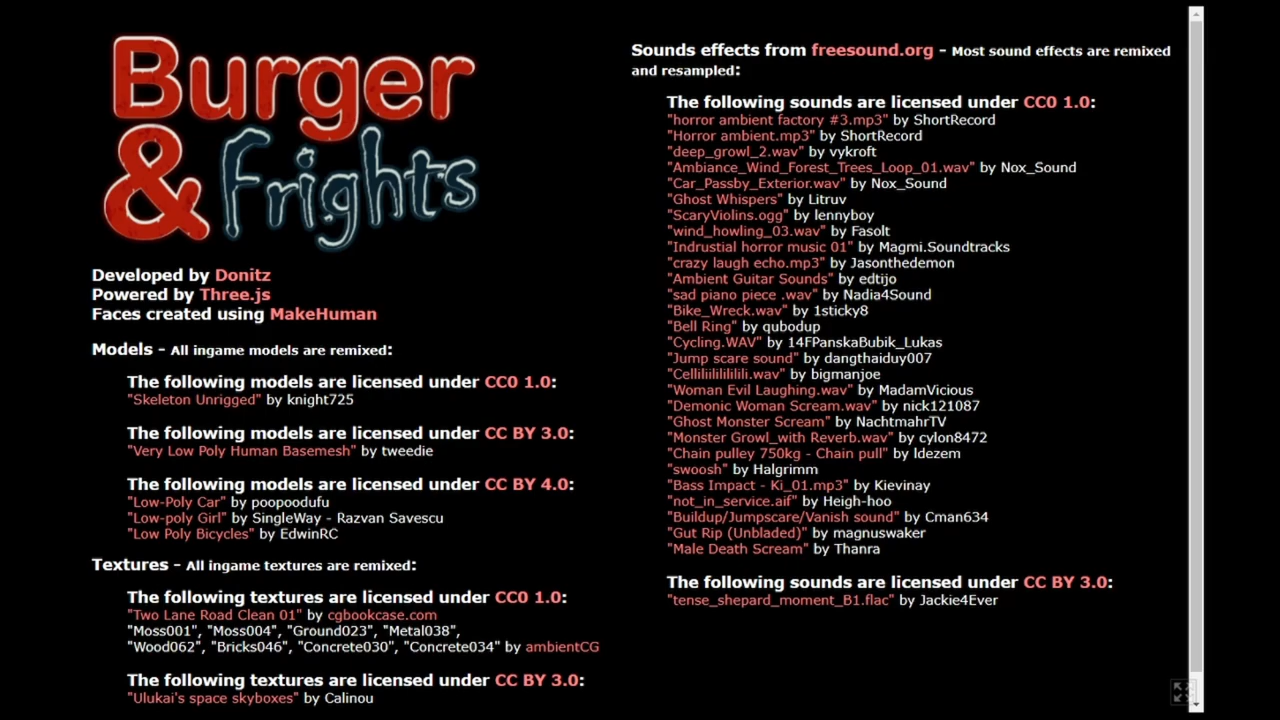 Burger
& Frights
Developed by Donitz
Powered by Three.js
Faces created using MakeHuman
Models - All ingame models are remixed:
The following models are licensed under CC0 1.0:
"Skeleton Unrigged" by knight725
The following models are licensed under CC BY 3.0:
"Very Low Poly Human Basemesh" by tweedie
The following models are licensed under CC BY 4.0:
"Low-Poly Car" by poopoodufu
"Low-poly Girl" by SingleWay - Razvan Savescu
"Low Poly Bicycles" by EdwinRC
Textures - All ingame textures are remixed:
The following textures are licensed under CC0 1.0:
"Two Lane Road Clean 01" by cgbookcase.com
"Moss001", "Moss004", "Ground023", "Metal038",
"Wood062", "Bricks046", "Concrete030", "Concrete034" by ambientCG
The following textures are licensed under CC BY 3.0:
"Ulukai's space skyboxes" by Calinou
Sounds effects from freesound.org - Most sound effects are remixed
and resampled:
The following sounds are licensed under CC0 1.0:
"horror ambient factory #3.mp3" by ShortRecord
"Horror ambient.mp3" by ShortRecord
"deep_growl_2.wav" by vykroft
"Ambiance_Wind_Forest_Trees_Loop_01.wav" by Nox_Sound
"Car_Passby_Exterior.wav" by Nox_Sound
"Ghost Whispers" by Litruv
"ScaryViolins.ogg" by lennyboy
"wind_howling_03.wav" by Fasolt
"Indrustial horror music 01" by Magmi.Soundtracks
"crazy laugh echo.mp3" by Jasonthedemon
"Ambient Guitar Sounds" by edtijo
"sad piano piece .wav" by Nadia4Sound
"Bike_Wreck.wav" by 1sticky8
"Bell Ring" by qubodup
"Cycling.WAV" by 14FPanskaBubik_Lukas
"Jump scare sound" by dangthaiduy007
"Celliliililililili.wav" by bigmanjoe
"Woman Evil Laughing.wav" by MadamVicious
"Demonic Woman Scream.wav" by nick121087
"Ghost Monster Scream" by NachtmahrTV
"Monster Growl_with Reverb.wav" by cylon8472
"Chain pulley 750kg - Chain pull" by Idezem
"swoosh" by Halgrimm
"Bass Impact - Ki_01.mp3" by Kievinay
"not_in_service.aif" by Heigh-hoo
"Buildup/Jumpscare/Vanish sound" by Cman634
"Gut Rip (Unbladed)" by magnuswaker
"Male Death Scream" by Thanra
The following sounds are licensed under CC BY 3.0:
"tense_shepard_moment_B1.flac" by Jackie4Ever